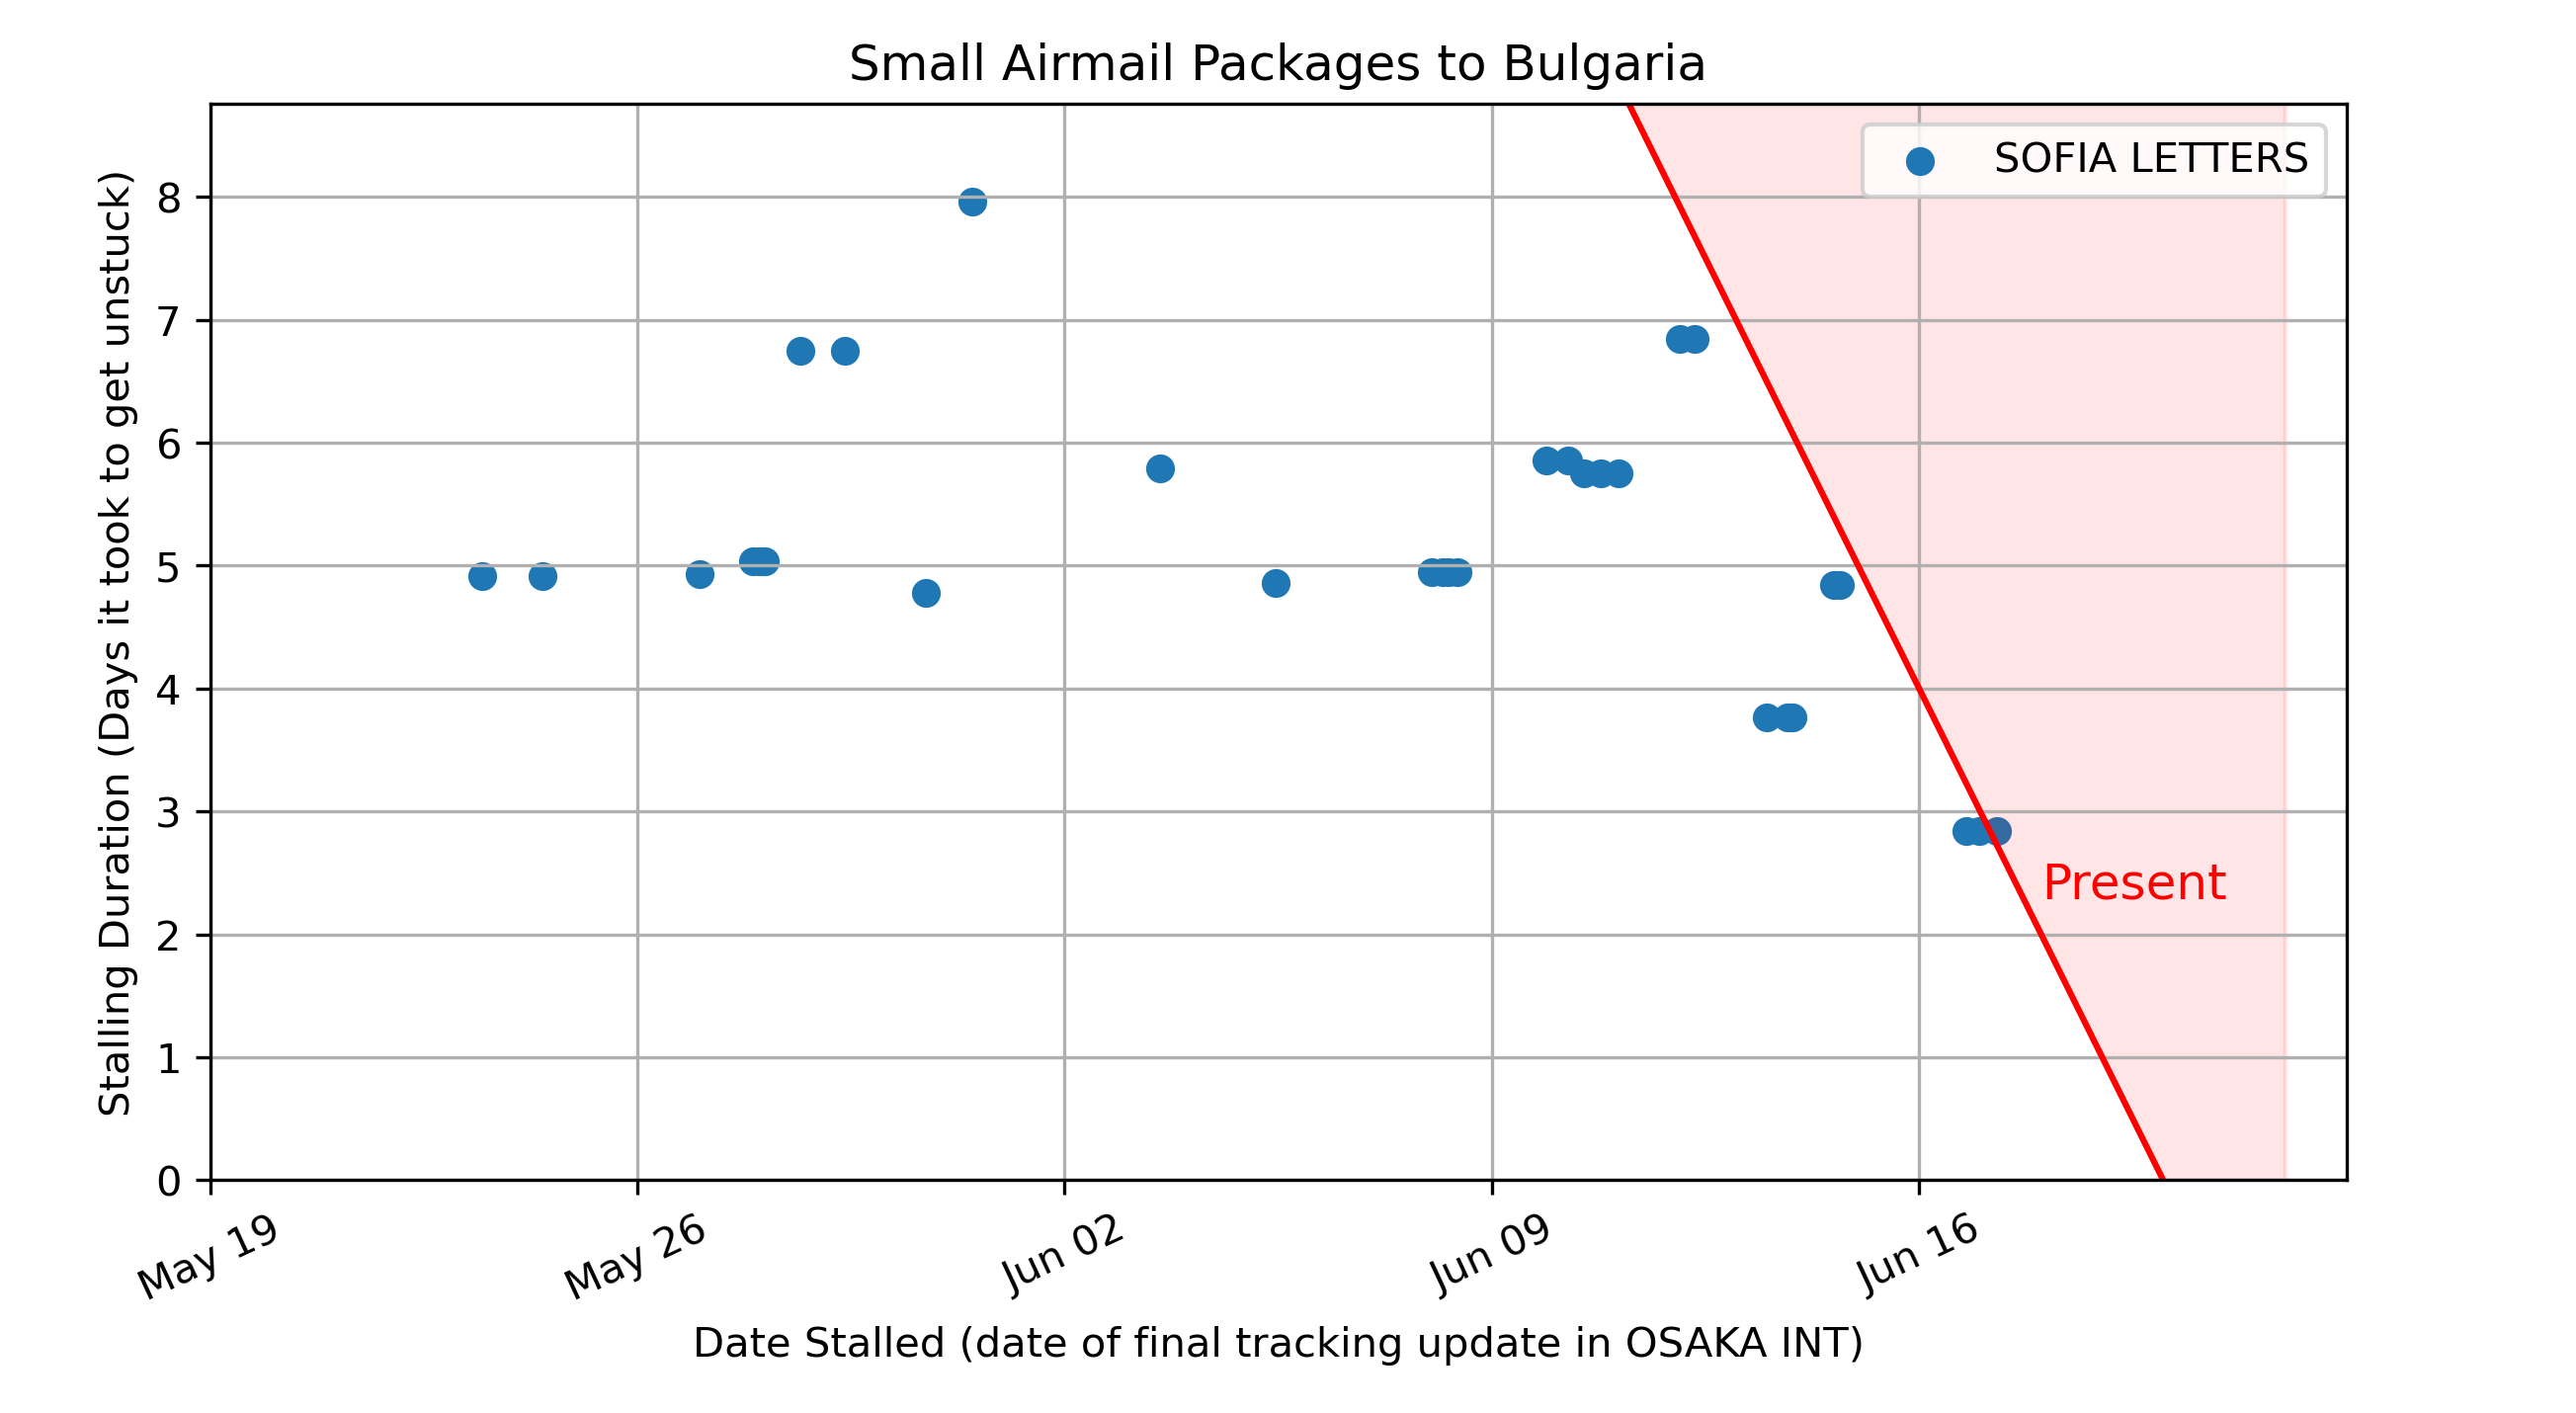 Small Airmail Packages to Bulgaria
SOFIA LETTERS
Stalling Duration (Days it took to get unstuck)
8
7
6
5
4
3
2
1
0
Present
May 19
May 26
Jun 02
Jun 09
Jun 16
Date Stalled (date of final tracking update in OSAKA INT)